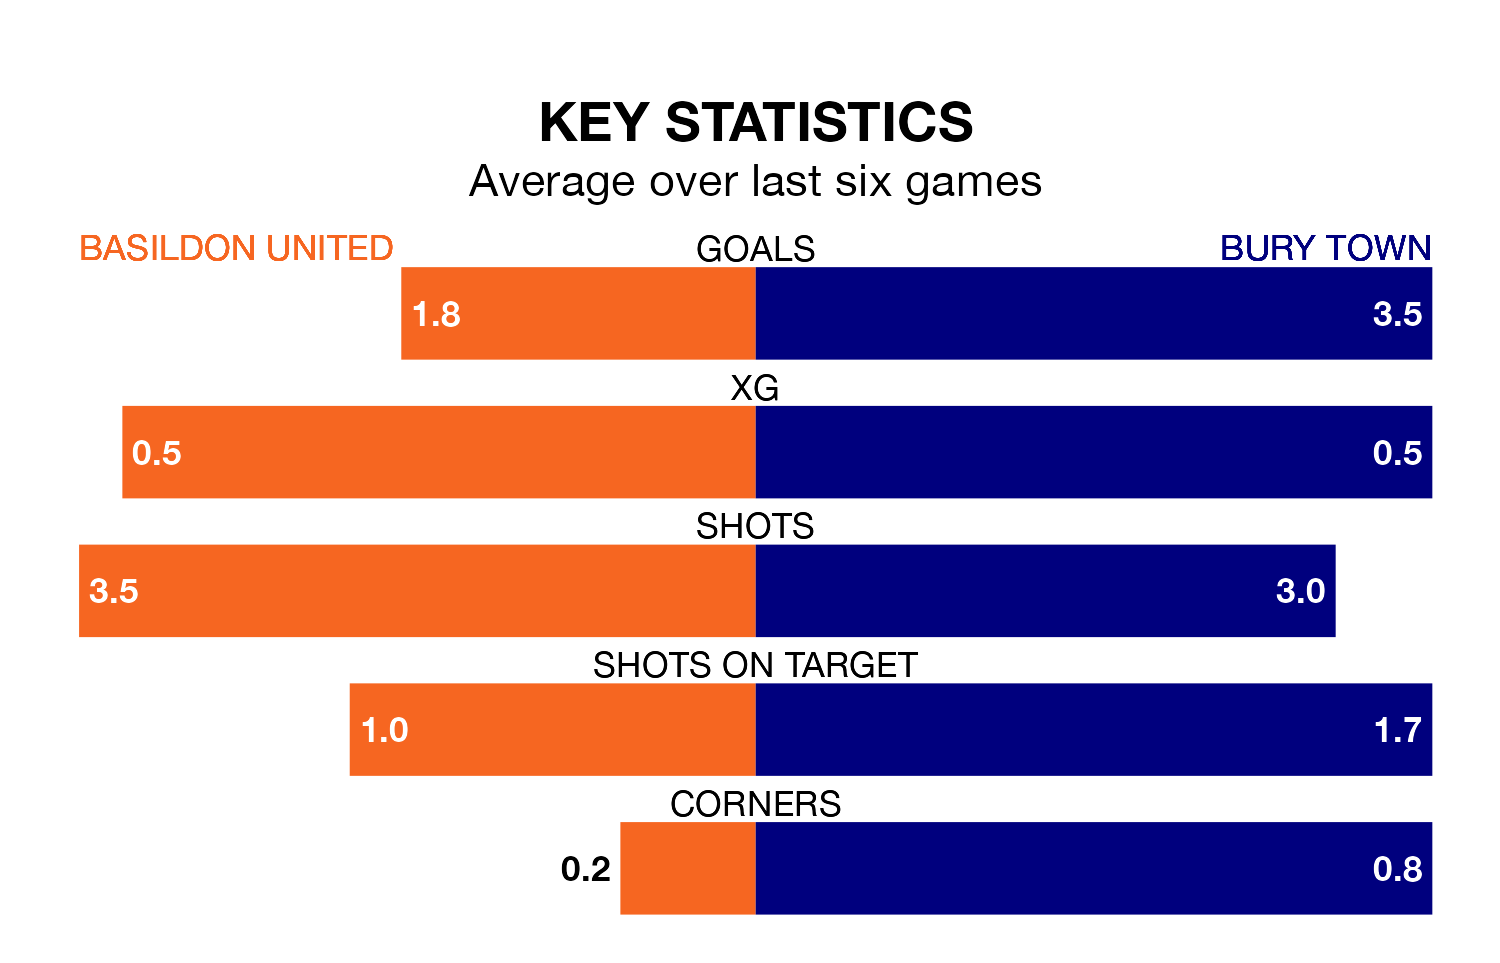 KEY STATISTICS
Average over last six games
BASILDON UNITED GOALS BURY TOWN
1.8 3.5
XG
0.5 0.5
SHOTS
3.5 3.0
SHOTS ON TARGET
1.0 1.7
CORNERS
0.2 0.8